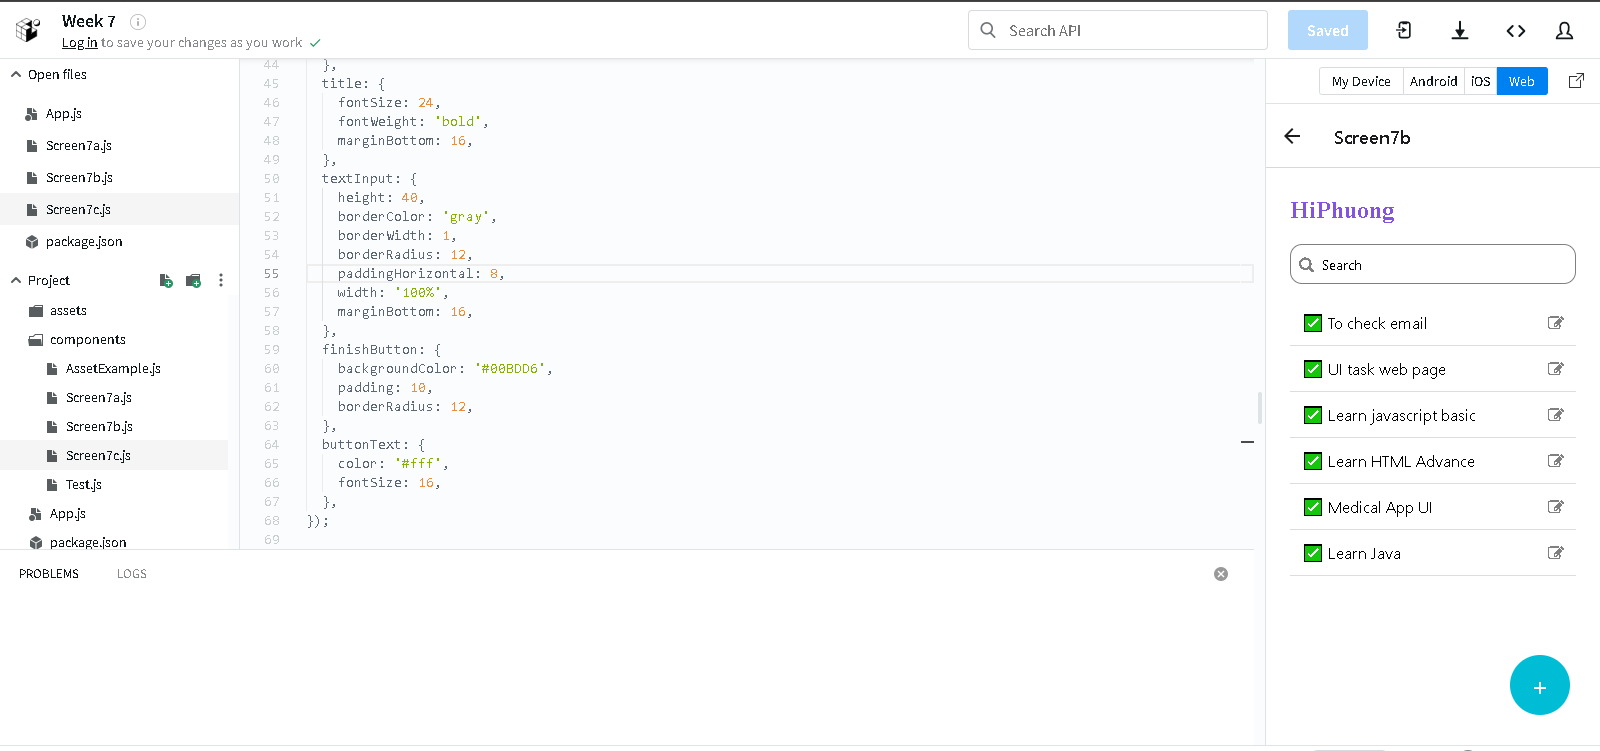 Week 7
Log in to save your changes as you work
Search API
Saved
Open files
App.js
Screen7a.js
Screen7b.js
Screen7c.js
package.json
Project
assets
components
AssetExample.js
Screen7a.js
Screen7b.js
Screen7c.js
Test.js
App.js
package.json
44 },
45 title: {
46 fontSize: 24,
47 fontWeight: 'bold',
48 marginBottom: 16,
49 },
50 textInput: {
51 height: 40,
52 borderColor: 'gray',
53 borderWidth: 1,
54 borderRadius: 12,
55 paddingHorizontal: 8,
56 width: '100%',
57 marginBottom: 16,
58 },
59 finishButton: {
60 backgroundColor: '#00BDD6',
61 padding: 10,
62 borderRadius: 12,
63 },
64 buttonText: {
65 color: '#fff',
66 fontSize: 16,
67 },
68 });
69
PROBLEMS LOGS
My Device Android iOS Web
Screen7b
HiPhuong
Search
To check email
UI task web page
Learn javascript basic
Learn HTML Advance
Medical App UI
Learn Java
+